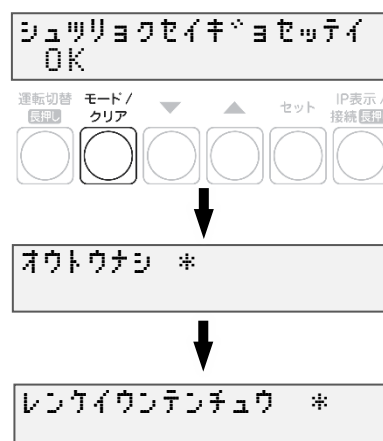 シュツリョクセイキ゛ョセッテイ
OK
運転切替 モード/ IP表示/
長押し クリア ▼ ▲ セット 接続 長押
オウトウナシ *
レンケイウンテンチュウ *